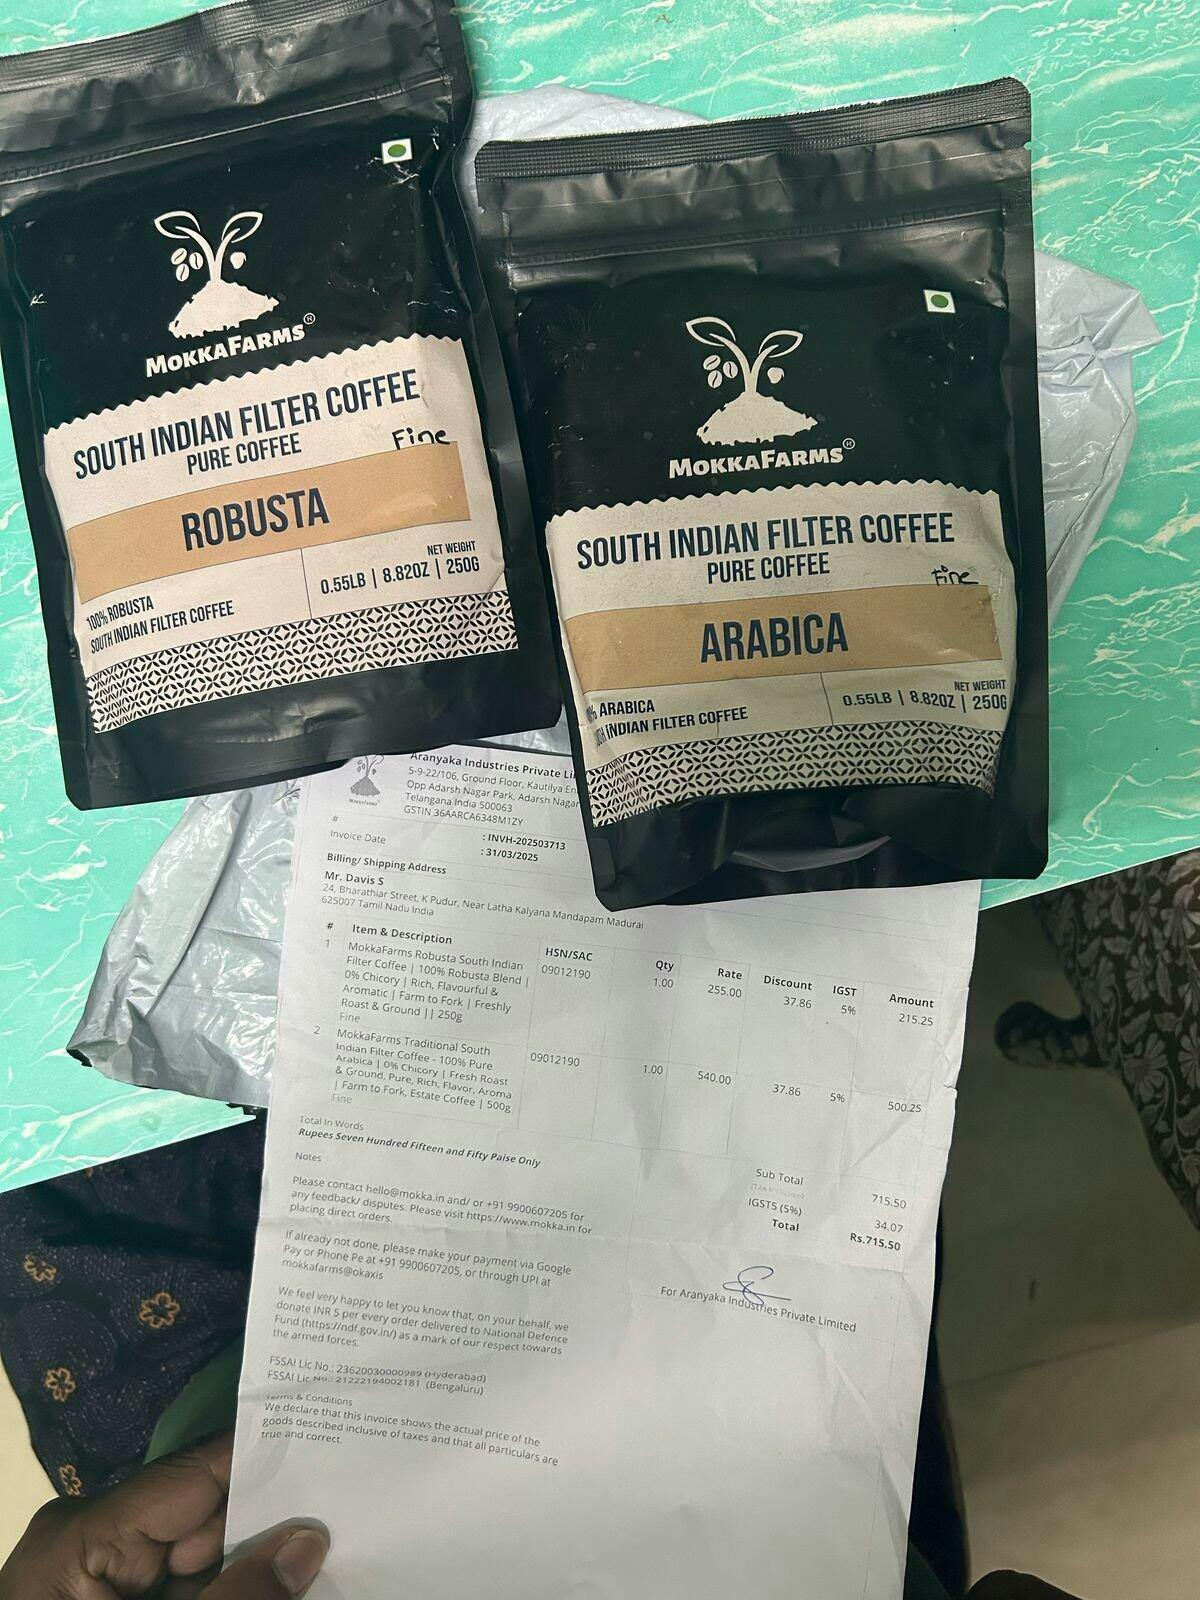 MOKKAFARMS®
SOUTH INDIAN FILTER COFFEE
PURE COFFEE
Fine
ROBUSTA
NET WEIGHT
0.55LB | 8.82OZ | 250G
100% ROBUSTA
SOUTH INDIAN FILTER COFFEE
MOKKAFARMS®
SOUTH INDIAN FILTER COFFEE
PURE COFFEE
Fine
ARABICA
NET WEIGHT
0.55LB | 8.82OZ | 250G
% ARABICA
INDIAN FILTER COFFEE
MOKKAFARMS
Aranyaka Industries Private
5-9-22/106, Ground Floor, Kautilya
Opp Adarsh Nagar Park, Adarsh Nagar
Telangana India 500063
GSTIN 36AARCA6348M1ZY
# : INVH-202503713
Invoice Date : 31/03/2025
Billing/ Shipping Address
Mr. Davis S
24, Bharathiar Street, K Pudur, Near Latha Kalyana Mandapam Madurai
625007 Tamil Nadu India
# Item & Description HSN/SAC Qty Rate Discount IGST Amount
1 MokkaFarms Robusta South Indian 09012190 1.00 255.00 37.86 5% 215.25
Filter Coffee | 100% Robusta Blend |
0% Chicory | Rich, Flavourful &
Aromatic | Farm to Fork | Freshly
Roast & Ground || 250g
Fine
2 MokkaFarms Traditional South 09012190 1.00 540.00 37.86 5% 500.25
Indian Filter Coffee - 100% Pure
Arabica | 0% Chicory | Fresh Roast
& Ground, Pure, Rich, Flavor, Aroma
| Farm to Fork, Estate Coffee | 500g
Fine
Total In Words
Rupees Seven Hundred Fifteen and Fifty Paise Only
Sub Total 715.50
(Tax Inclusive)
IGST5 (5%) 34.07
Total Rs.715.50
Notes
Please contact hello@mokka.in and/ or +91 9900607205 for
any feedback/ disputes. Please visit https://www.mokka.in for
placing direct orders.
If already not done, please make your payment via Google
Pay or Phone Pe at +91 9900607205, or through UPI at
mokkafarms@okaxis
We feel very happy to let you know that, on your behalf, we
donate INR 5 per every order delivered to National Defence
Fund (https://ndf.gov.in/) as a mark of our respect towards
the armed forces.
For Aranyaka Industries Private Limited
FSSAI Lic No.: 23620030000989 (Hyderabad)
FSSAI Lic No.: 21222194002181 (Bengaluru)
Terms & Conditions
We declare that this invoice shows the actual price of the
goods described inclusive of taxes and that all particulars are
true and correct.